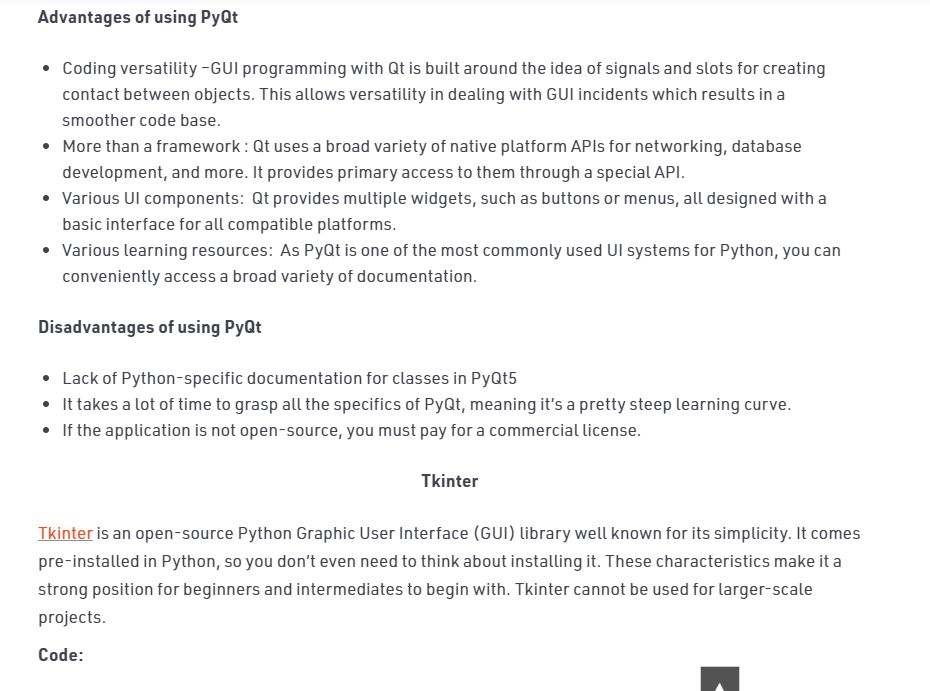 Advantages of using PyQt
• Coding versatility –GUI programming with Qt is built around the idea of signals and slots for creating
contact between objects. This allows versatility in dealing with GUI incidents which results in a
smoother code base.
• More than a framework : Qt uses a broad variety of native platform APIs for networking, database
development, and more. It provides primary access to them through a special API.
• Various UI components:  Qt provides multiple widgets, such as buttons or menus, all designed with a
basic interface for all compatible platforms.
• Various learning resources:  As PyQt is one of the most commonly used UI systems for Python, you can
conveniently access a broad variety of documentation.
Disadvantages of using PyQt
• Lack of Python-specific documentation for classes in PyQt5
• It takes a lot of time to grasp all the specifics of PyQt, meaning it’s a pretty steep learning curve.
• If the application is not open-source, you must pay for a commercial license.
Tkinter
Tkinter is an open-source Python Graphic User Interface (GUI) library well known for its simplicity. It comes
pre-installed in Python, so you don’t even need to think about installing it. These characteristics make it a
strong position for beginners and intermediates to begin with. Tkinter cannot be used for larger-scale
projects.
Code: